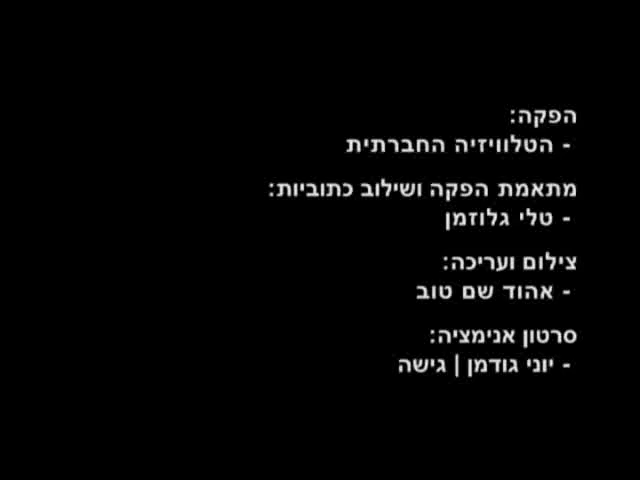 הפקה:
- הטלוויזיה החברתית
מתאמת הפקה ושילוב כתוביות:
- טלי גלוזמן
צילום ועריכה:
- אהוד שם טוב
סרטון אנימציה:
- יוני גודמן | גישה